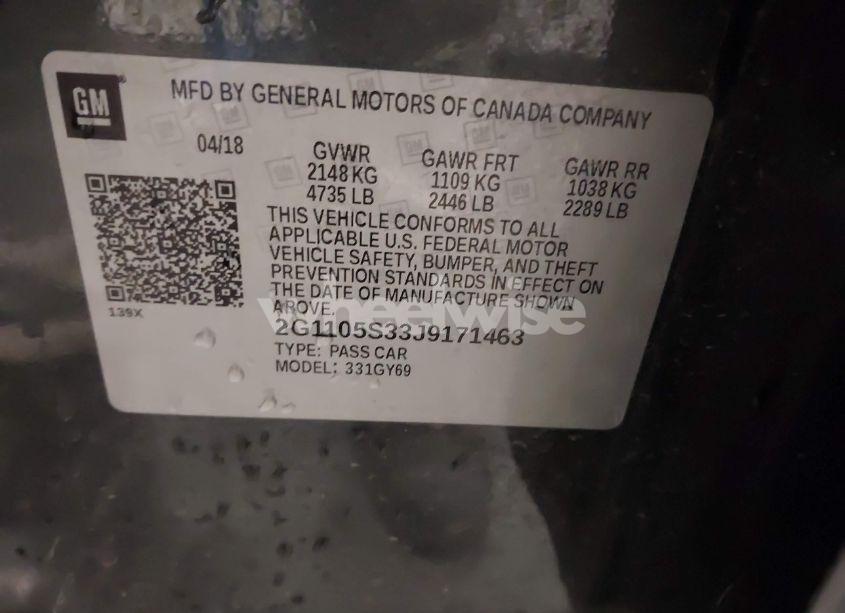 GM
MFD BY GENERAL MOTORS OF CANADA COMPANY
04/18
GVWR GAWR FRT GAWR RR
2148 KG 1109 KG 1038 KG
4735 LB 2446 LB 2289 LB
THIS VEHICLE CONFORMS TO ALL
APPLICABLE U.S. FEDERAL MOTOR
VEHICLE SAFETY, BUMPER, AND THEFT
PREVENTION STANDARDS IN EFFECT ON
THE DATE OF MANUFACTURE SHOWN
ABOVE.
139X
wheelwise
2G1105S33J9171463
TYPE: PASS CAR
MODEL: 331GY69